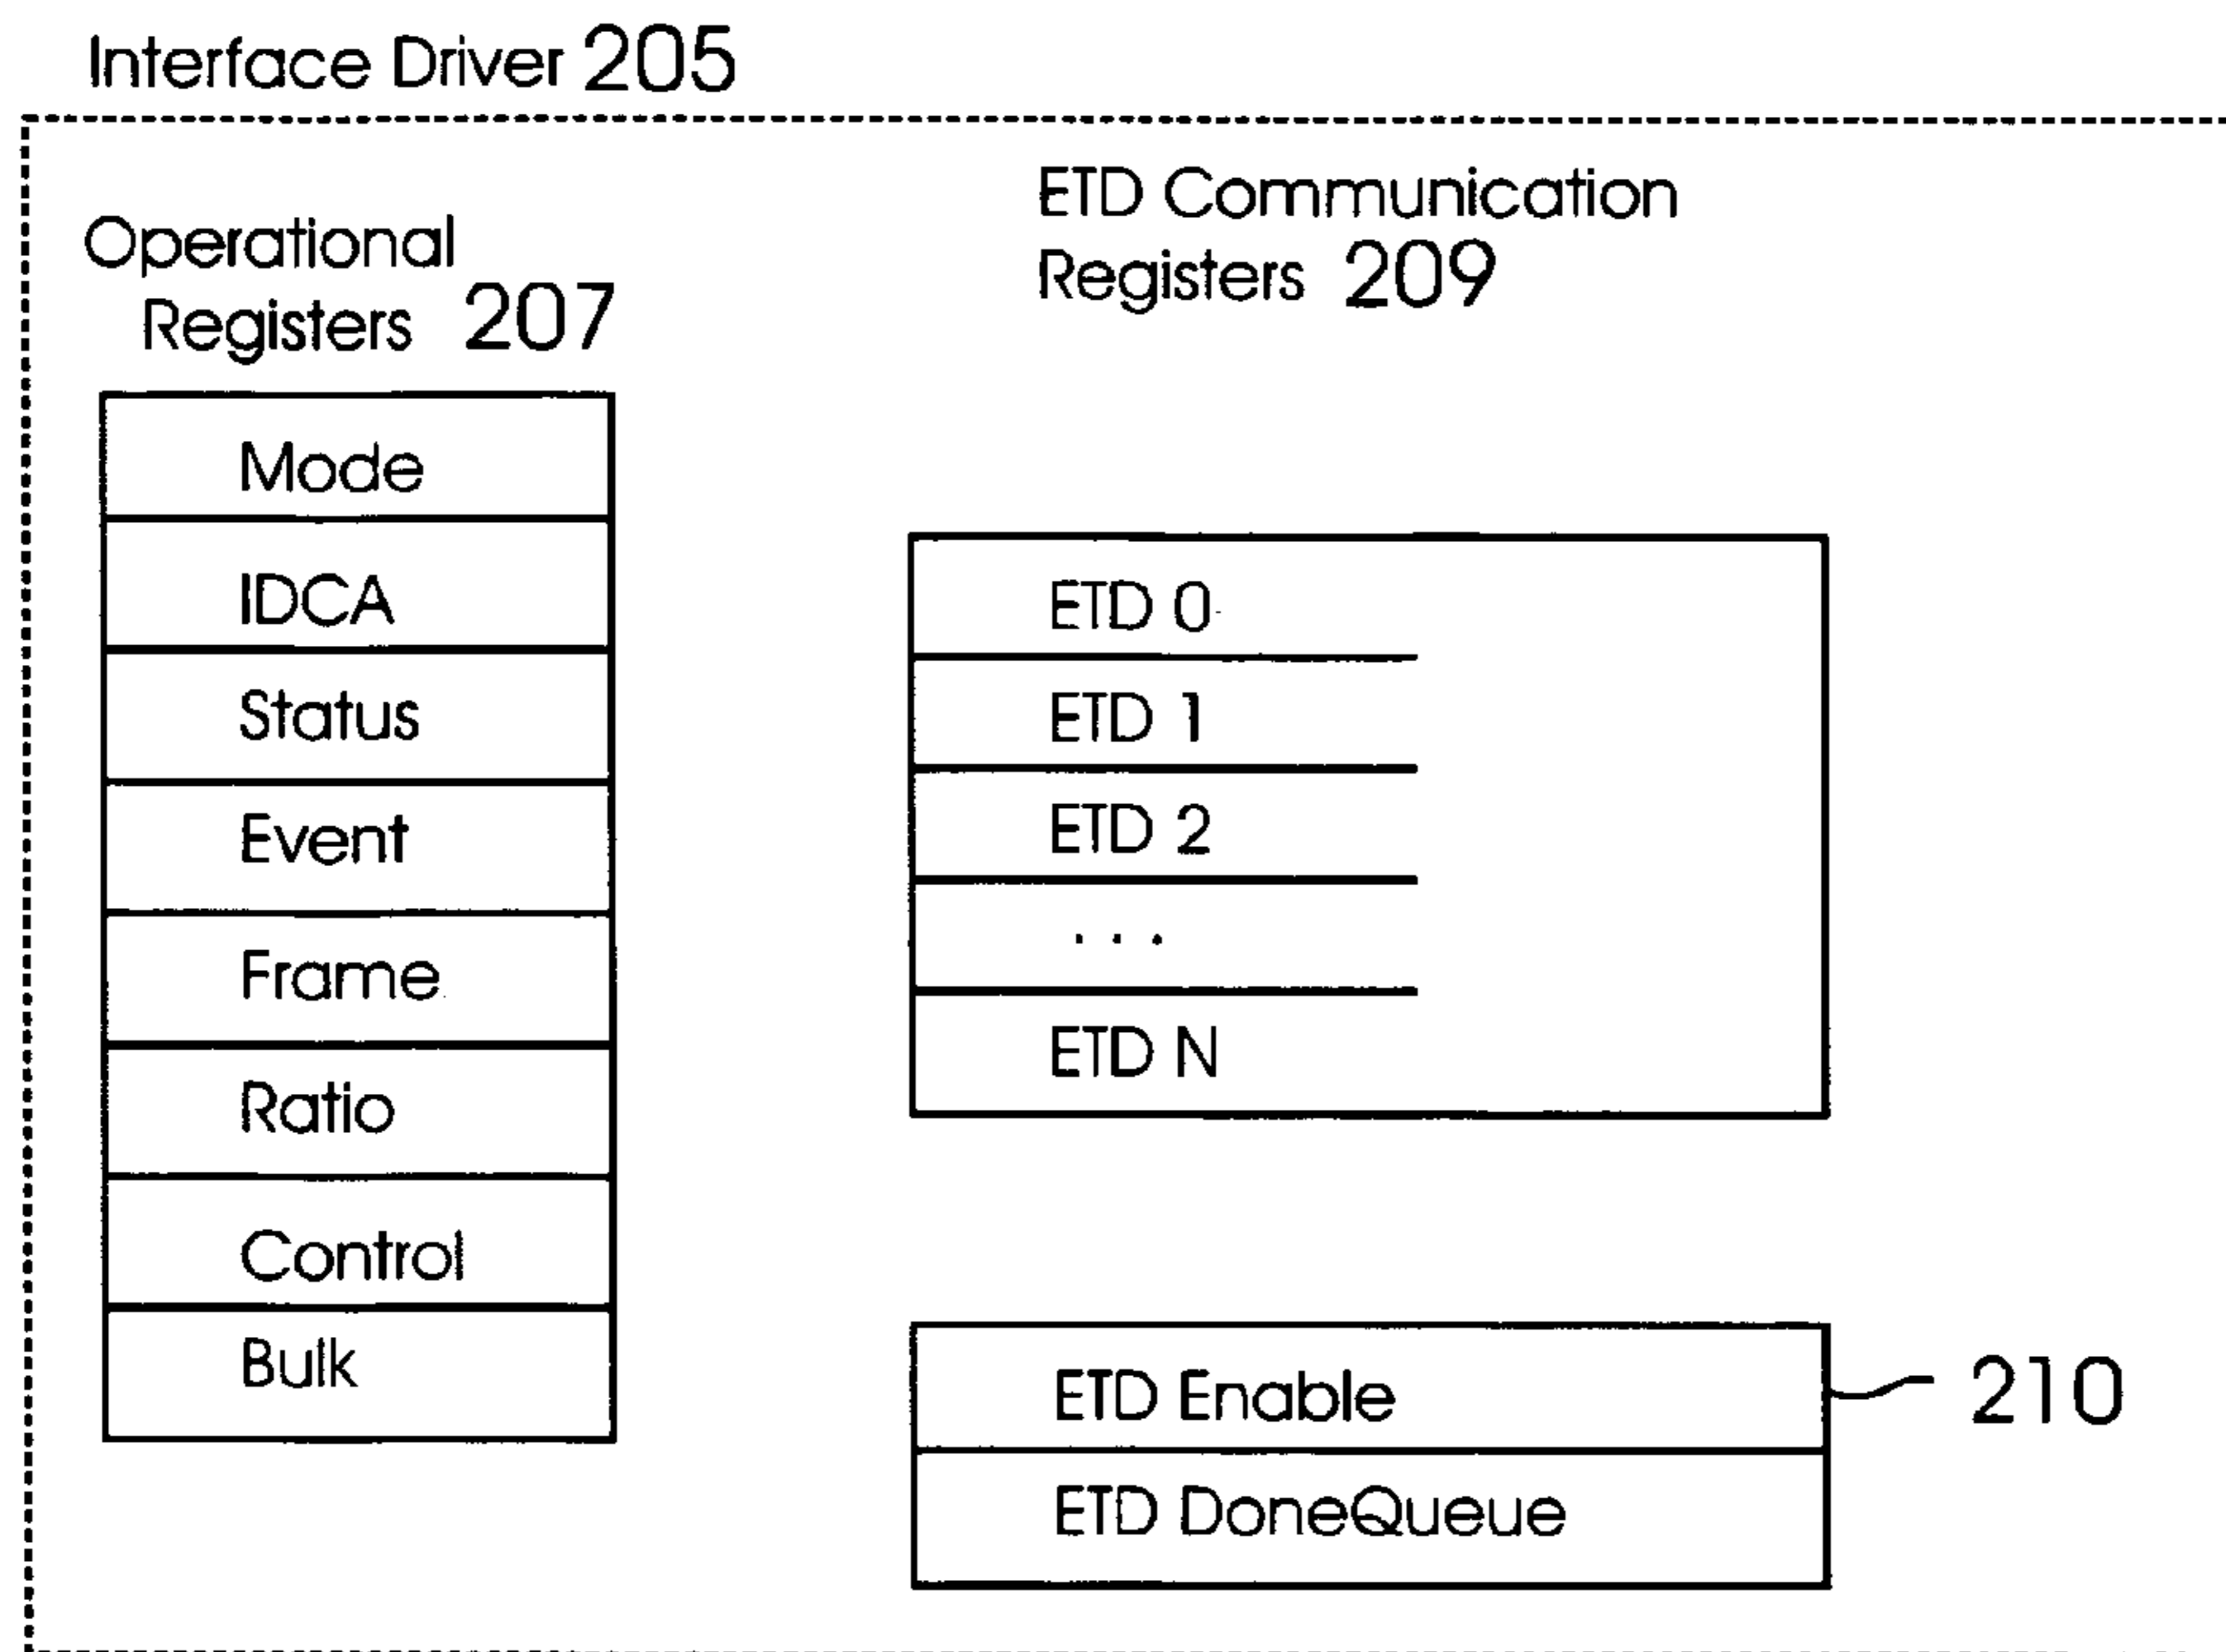 Interface Driver 205
Operational
Registers 207
Mode
IDCA
Status
Event
Frame
Ratio
Control
Bulk
ETD Communication
Registers 209
ETD 0
ETD 1
ETD 2
...
ETD N
ETD Enable
210
ETD DoneQueue